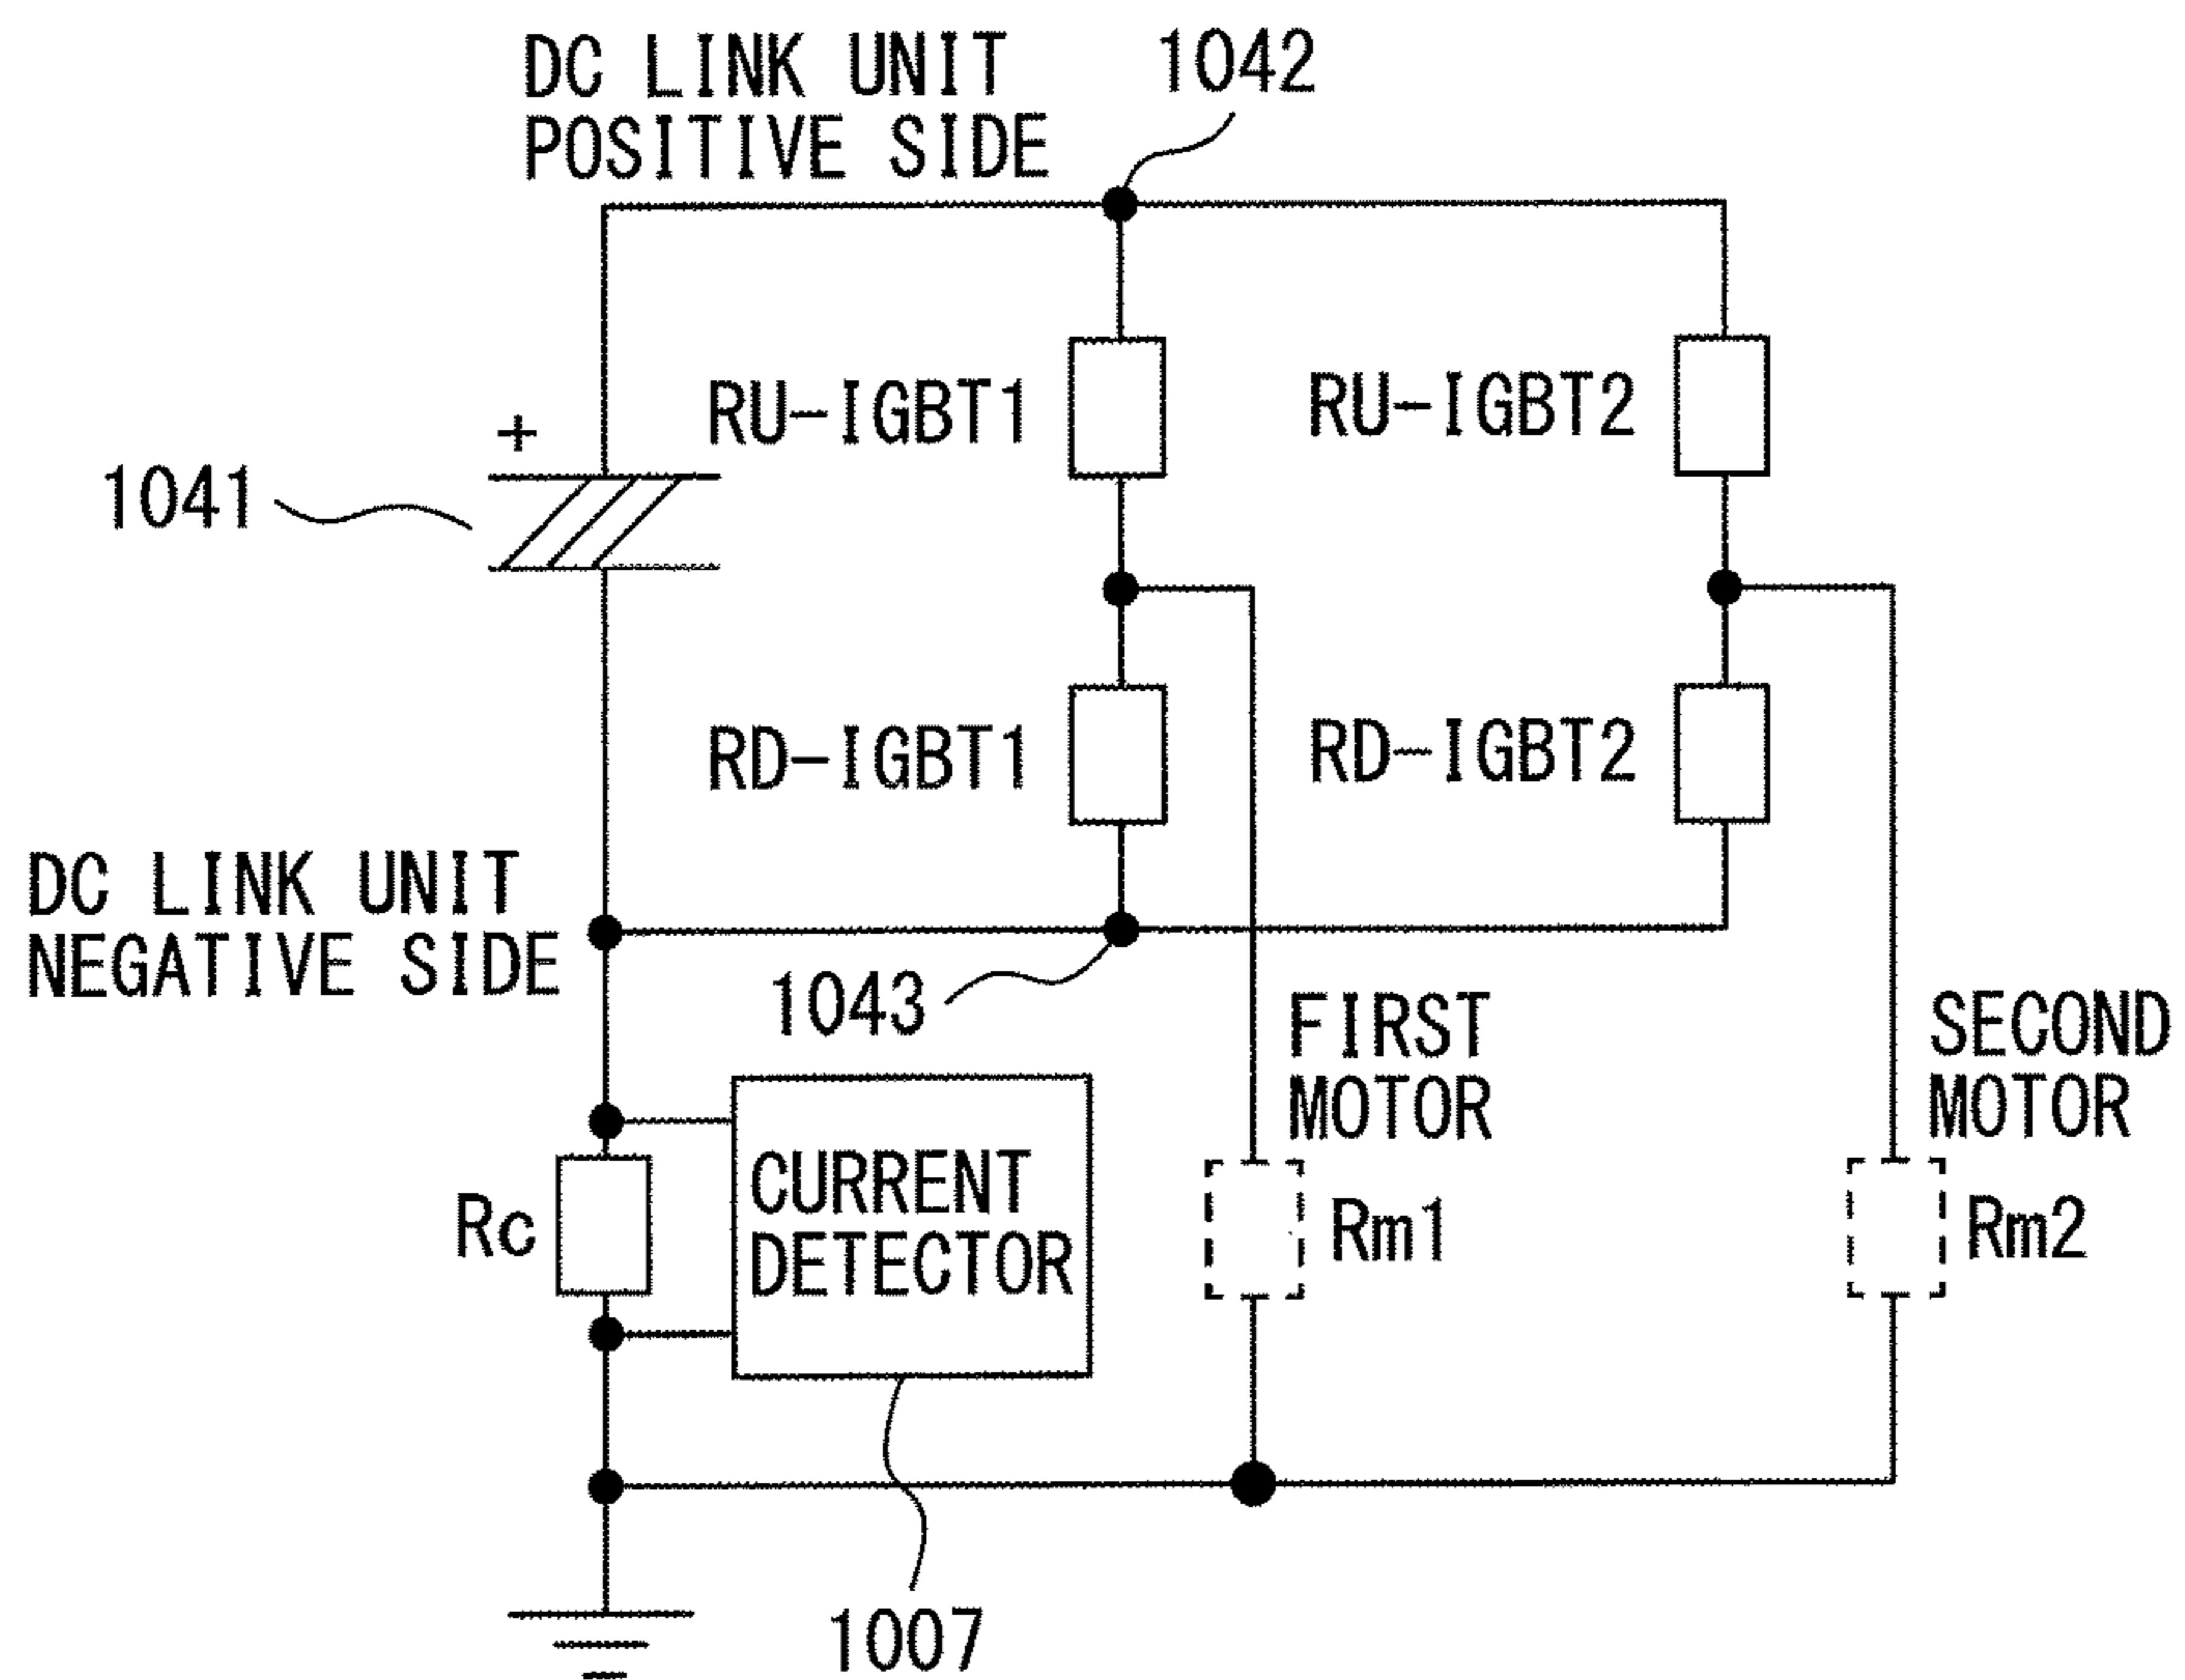 DC LINK UNIT
POSITIVE SIDE
1042
+
1041
RU-IGBT1
RU-IGBT2
RD-IGBT1
RD-IGBT2
DC LINK UNIT
NEGATIVE SIDE
1043
FIRST
MOTOR
SECOND
MOTOR
Rc
CURRENT
DETECTOR
Rm1
Rm2
1007